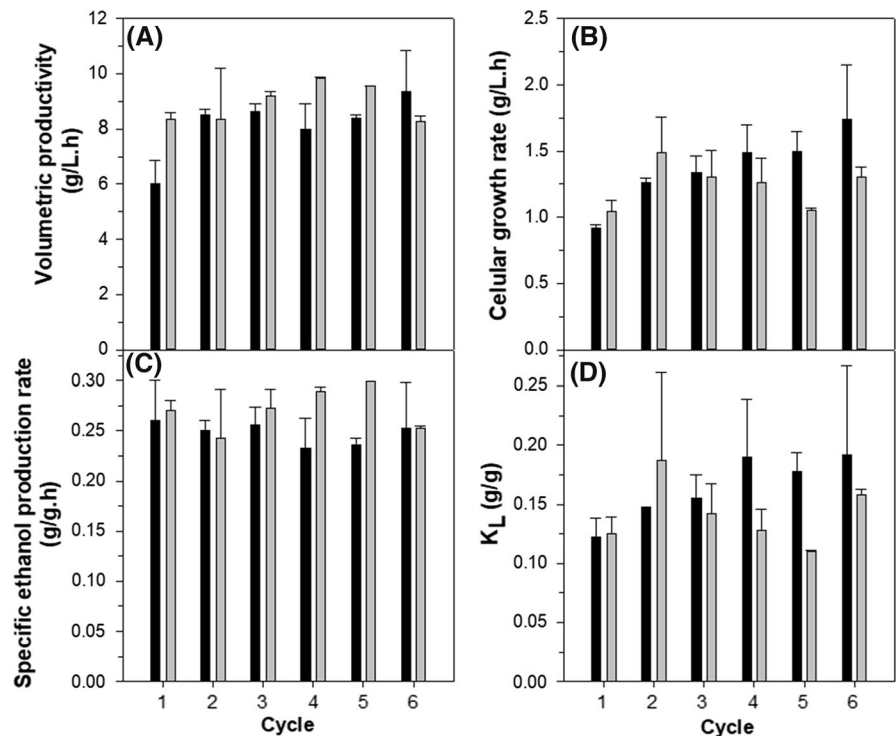 (A)
Volumetric productivity
(g/L.h)
12
10
8
6
4
2
0
(B)
Celular growth rate (g/L.h)
2.5
2.0
1.5
1.0
0.5
0.0
(C)
Specific ethanol production rate
(g/g.h)
0.30
0.25
0.20
0.15
0.10
0.05
0.00
1 2 3 4 5 6
Cycle
(D)
KL (g/g)
0.25
0.20
0.15
0.10
0.05
0.00
1 2 3 4 5 6
Cycle